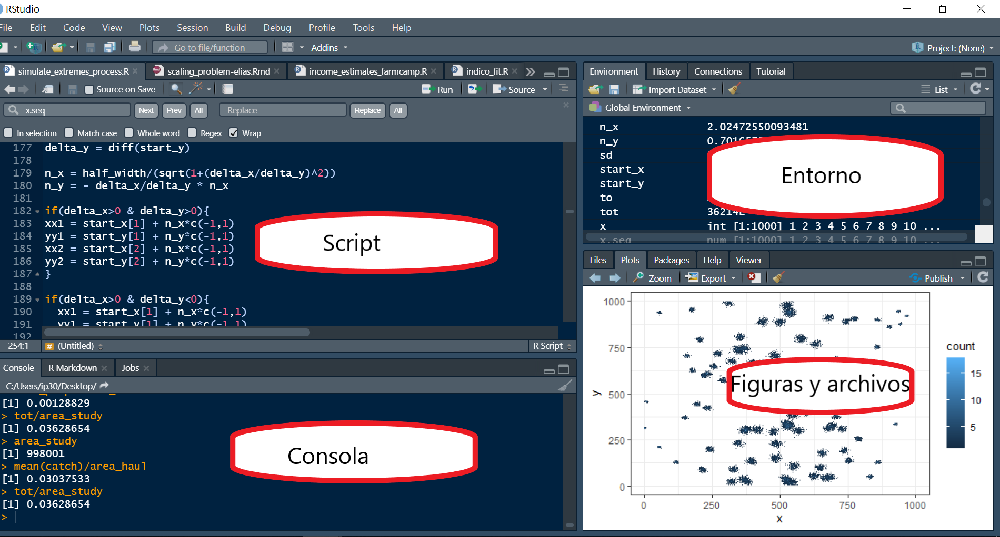 RStudio
File Edit Code View Plots Session Build Debug Profile Tools Help
Go to file/function Addins Project: (None)
simulate_extremes_process.R scaling_problem-elias.Rmd income_estimates_farmcamp.R indico_fit.R
Source on Save Run Source
x.seq Next Prev All Replace Replace All
In selection Match case Whole word Regex Wrap
177 delta_y = diff(start_y)
178
179 n_x = half_width/(sqrt(1+(delta_x/delta_y)^2))
180 n_y = - delta_x/delta_y * n_x
181
182 if(delta_x>0 & delta_y>0){
183 xx1 = start_x[1] + n_x*c(-1,1)
184 yy1 = start_y[1] + n_y*c(-1,1)
185 xx2 = start_x[2] + n_x*c(-1,1)
186 yy2 = start_y[2] + n_y*c(-1,1)
187 }
188
189 if(delta_x>0 & delta_y<0){
190 xx1 = start_x[1] + n_x*c(-1,1)
191 yy1 = start_y[1] + n_y*c(-1,1)
192
Script
254:1 # (Untitled) R Script
Console R Markdown Jobs
C:/Users/ip30/Desktop/
[1] 0.00128829
> tot/area_study
[1] 0.03628654
> area_study
[1] 998001
> mean(catch)/area_haul
[1] 0.03037533
> tot/area_study
[1] 0.03628654
>
Consola
Environment History Connections Tutorial
Import Dataset List
Global Environment
n_x 2.02472550093481
n_y
sd
start_x
start_y
to
tot 36214L
x int [1:1000] 1 2 3 4 5 6 7 8 9 10 ...
x.seq num [1:1000] 1 2 3 4 5 6 7 8 9 10 ...
Entorno
Files Plots Packages Help Viewer
Zoom Export Publish
1000
750
500
250
0
y
0 250 500 750 1000
x
count
15
10
5
Figuras y archivos